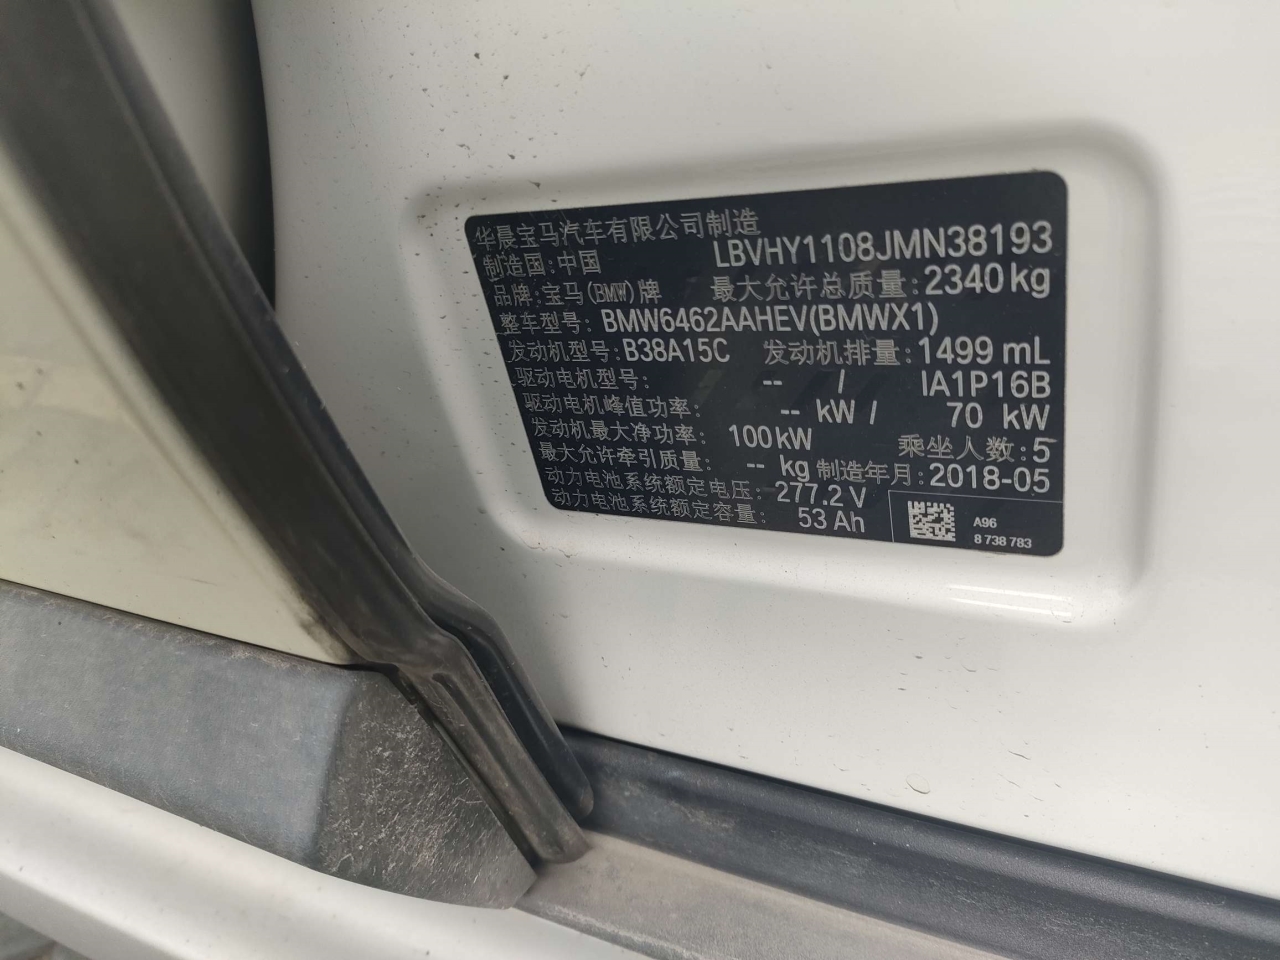 华晨宝马汽车有限公司制造
制造国:中国 LBVHY1108JMN38193
品牌:宝马(BMW)牌 最大允许总质量:2340kg
整车型号:BMW6462AAHEV(BMWX1)
发动机型号:B38A15C 发动机排量:1499 mL
驱动电机型号: -- / IA1P16B
驱动电机峰值功率: -- kW / 70 kW
发动机最大净功率: 100kW 乘坐人数:5
最大允许牵引质量: -- kg 制造年月:2018-05
动力电池系统额定电压:277.2V
动力电池系统额定容量: 53Ah
A96
8 738 783